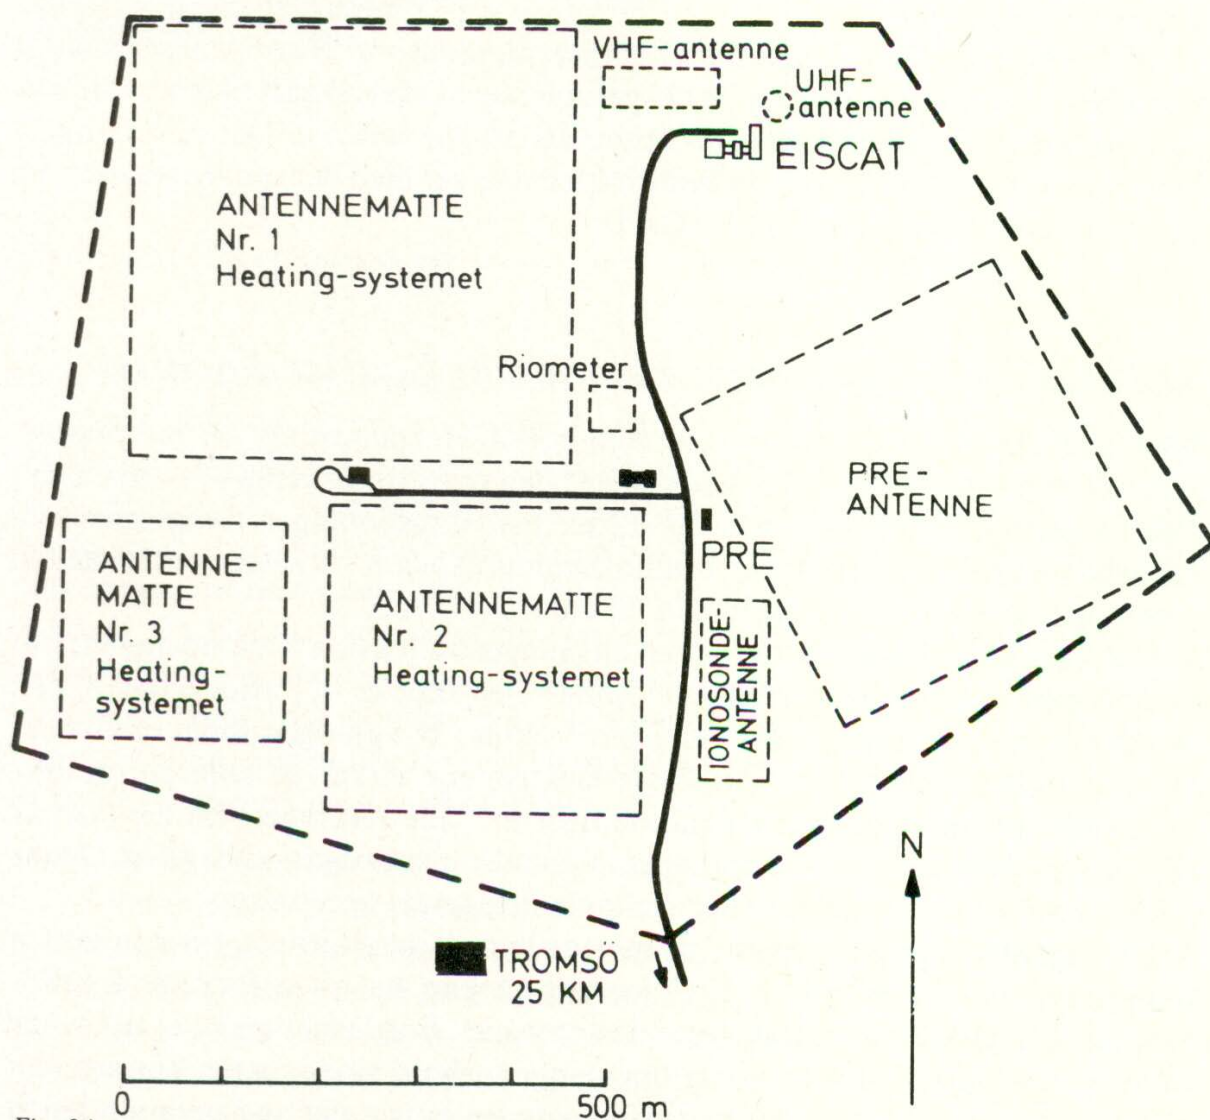 VHF-antenne
UHF-
antenne
EISCAT
ANTENNEMATTE
Nr. 1
Heating-systemet
Riometer
PRE-
ANTENNE
PRE
ANTENNE-
MATTE
Nr. 3
Heating-
systemet
ANTENNEMATTE
Nr. 2
Heating-systemet
IONOSONDE-
ANTENNE
N
TROMSÖ
25 KM
0
500 m